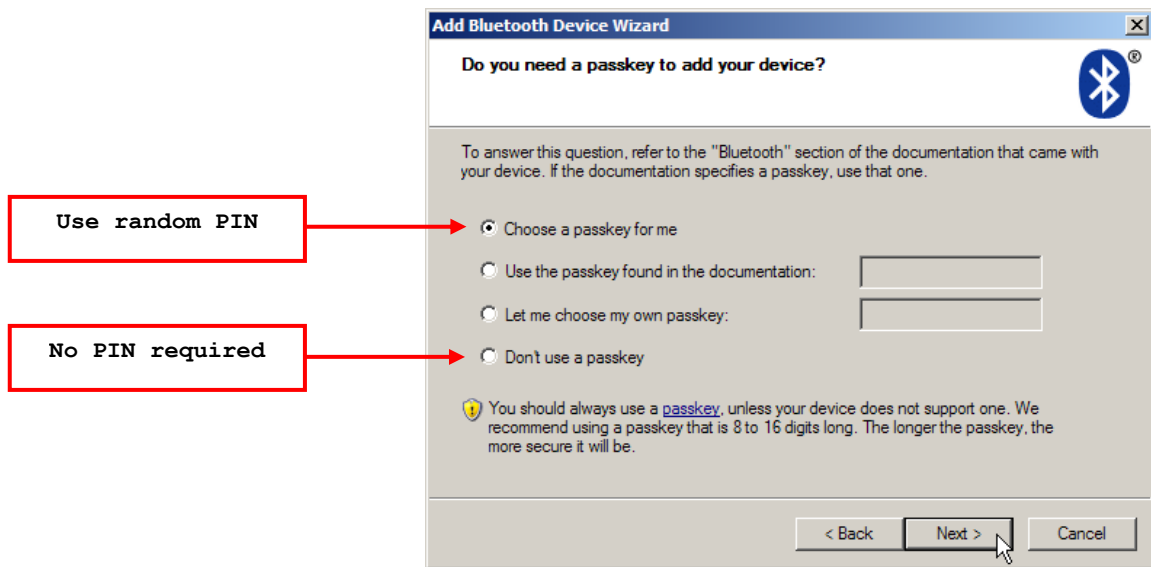 Add Bluetooth Device Wizard
Do you need a passkey to add your device?
®
To answer this question, refer to the "Bluetooth" section of the documentation that came with
your device. If the documentation specifies a passkey, use that one.
Use random PIN
Choose a passkey for me
Use the passkey found in the documentation:
Let me choose my own passkey:
No PIN required
Don't use a passkey
You should always use a passkey, unless your device does not support one. We
recommend using a passkey that is 8 to 16 digits long. The longer the passkey, the
more secure it will be.
< Back Next > Cancel